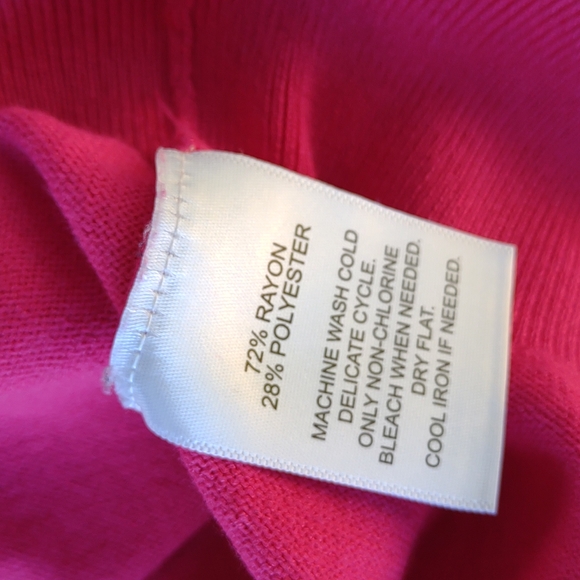 72% RAYON
28% POLYESTER
MACHINE WASH COLD
DELICATE CYCLE.
ONLY NON-CHLORINE
BLEACH WHEN NEEDED.
DRY FLAT.
COOL IRON IF NEEDED.